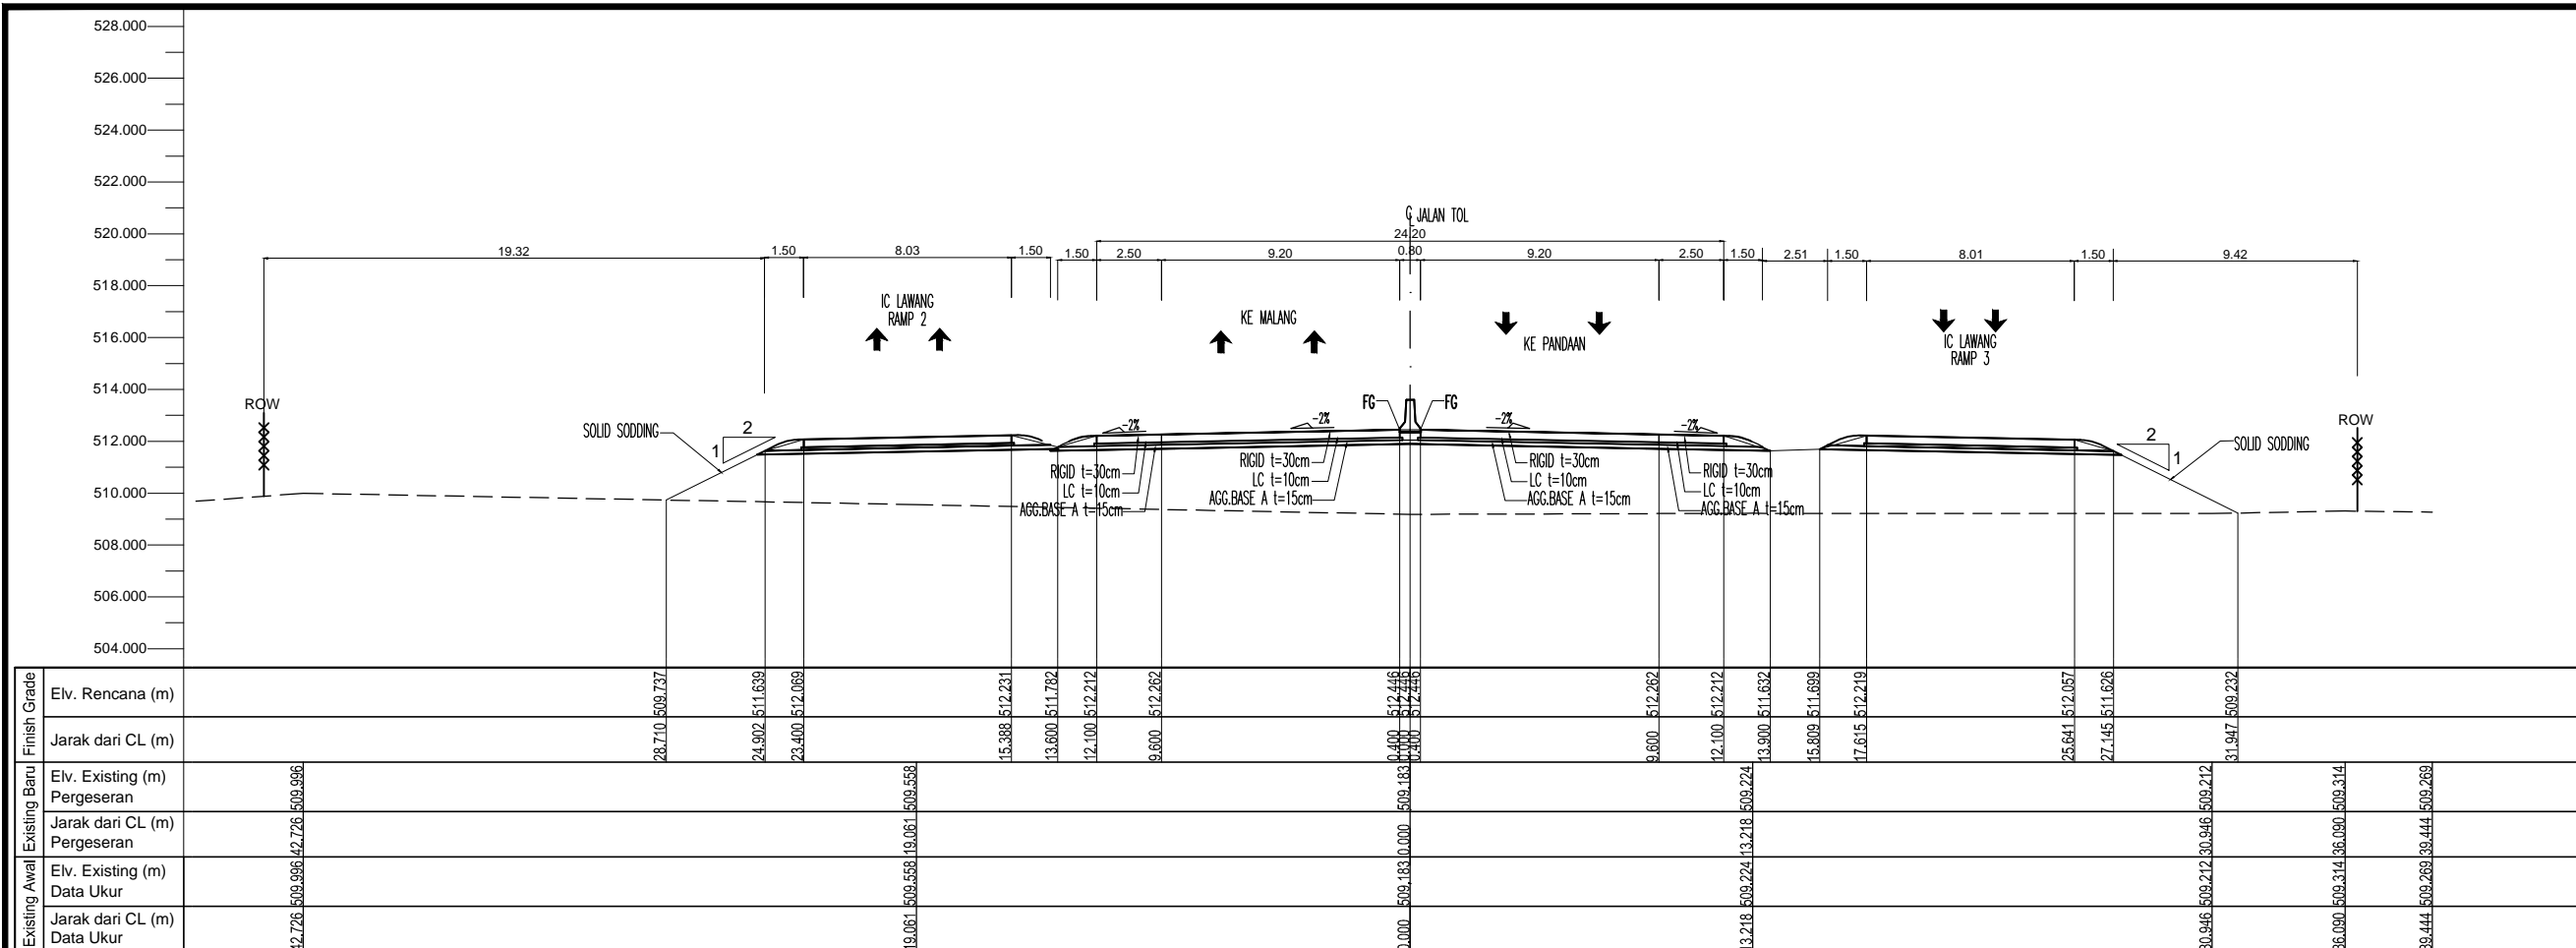 528.000
526.000
524.000
522.000
520.000
518.000
516.000
514.000
512.000
510.000
508.000
506.000
504.000
℄ JALAN TOL
24.20
19.32 1.50 8.03 1.50 1.50 2.50 9.20 0.80 9.20 2.50 1.50 2.51 1.50 8.01 1.50 9.42
IC LAWANG
RAMP 2
KE MALANG
KE PANDAAN
IC LAWANG
RAMP 3
ROW
ROW
SOLID SODDING
2
1
-2%
-2%
FG
FG
-2%
-2%
2
1
SOLID SODDING
RIGID t=30cm
LC t=10cm
AGG.BASE A t=15cm
RIGID t=30cm
LC t=10cm
AGG.BASE A t=15cm
RIGID t=30cm
LC t=10cm
AGG.BASE A t=15cm
RIGID t=30cm
LC t=10cm
AGG.BASE A t=15cm
Finish Grade
Elv. Rencana (m)
509.737 511.639 512.069 512.231 511.782 512.212 512.262 512.446 512.446 512.446 512.262 512.212 511.632 511.699 512.219 512.057 511.626 509.232
Jarak dari CL (m)
28.710 24.902 23.400 15.388 13.600 12.100 9.600 0.400 0.000 0.400 9.600 12.100 13.900 15.809 17.615 25.641 27.145 31.947
Existing Baru
Elv. Existing (m)
Pergeseran
509.996 509.558 509.183 509.224 509.212 509.314 509.269
Jarak dari CL (m)
Pergeseran
42.726 19.061 0.000 13.218 30.946 36.090 39.444
Existing Awal
Elv. Existing (m)
Data Ukur
509.996 509.558 509.183 509.224 509.212 509.314 509.269
Jarak dari CL (m)
Data Ukur
42.726 19.061 0.000 13.218 30.946 36.090 39.444